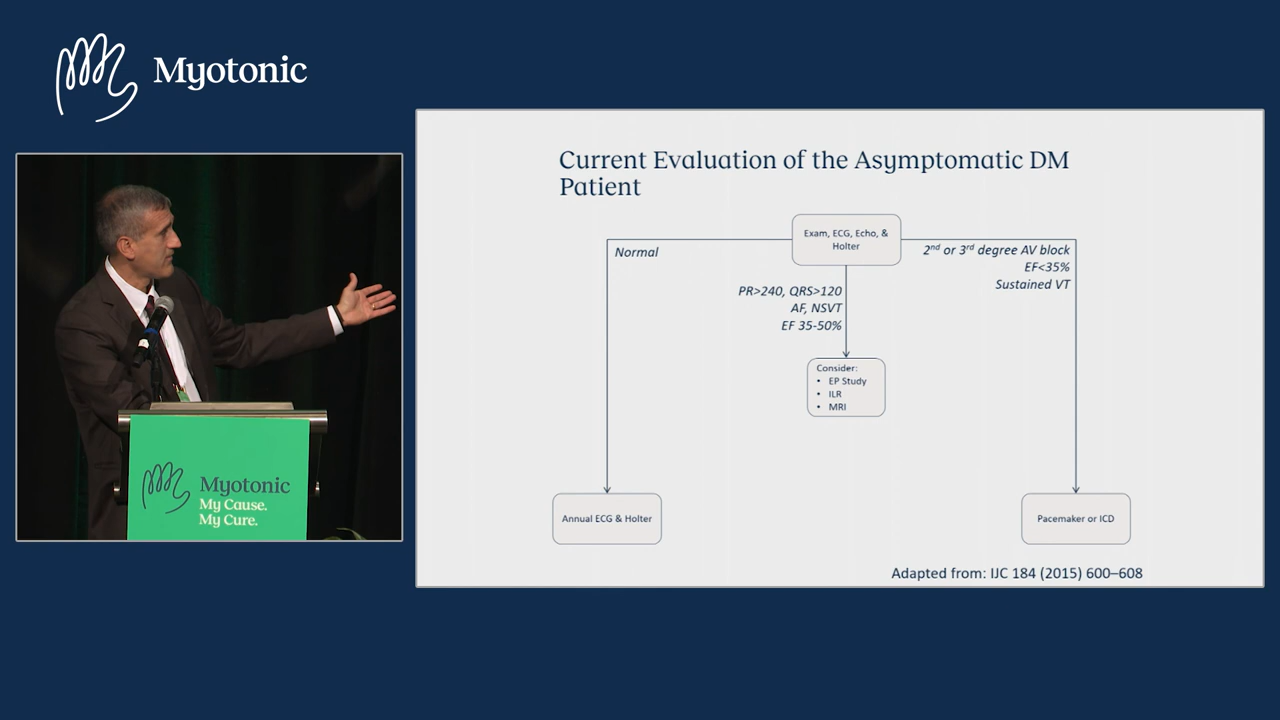 Myotonic
Current Evaluation of the Asymptomatic DM
Patient
Exam, ECG, Echo, &
Holter
Normal
PR>240, QRS>120
AF, NSVT
EF 35-50%
2nd or 3rd degree AV block
EF<35%
Sustained VT
Consider:
• EP Study
• ILR
• MRI
Annual ECG & Holter
Pacemaker or ICD
Adapted from: IJC 184 (2015) 600–608
Myotonic
My Cause.
My Cure.